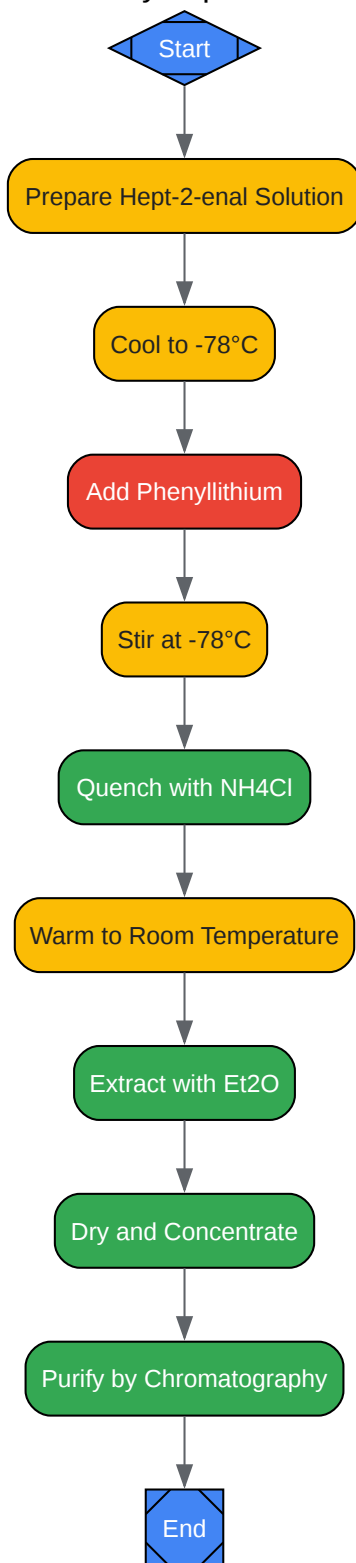 Start
Prepare Hept-2-enal Solution
Cool to -78°C
Add Phenyllithium
Stir at -78°C
Quench with NH4Cl
Warm to Room Temperature
Extract with Et2O
Dry and Concentrate
Purify by Chromatography
End